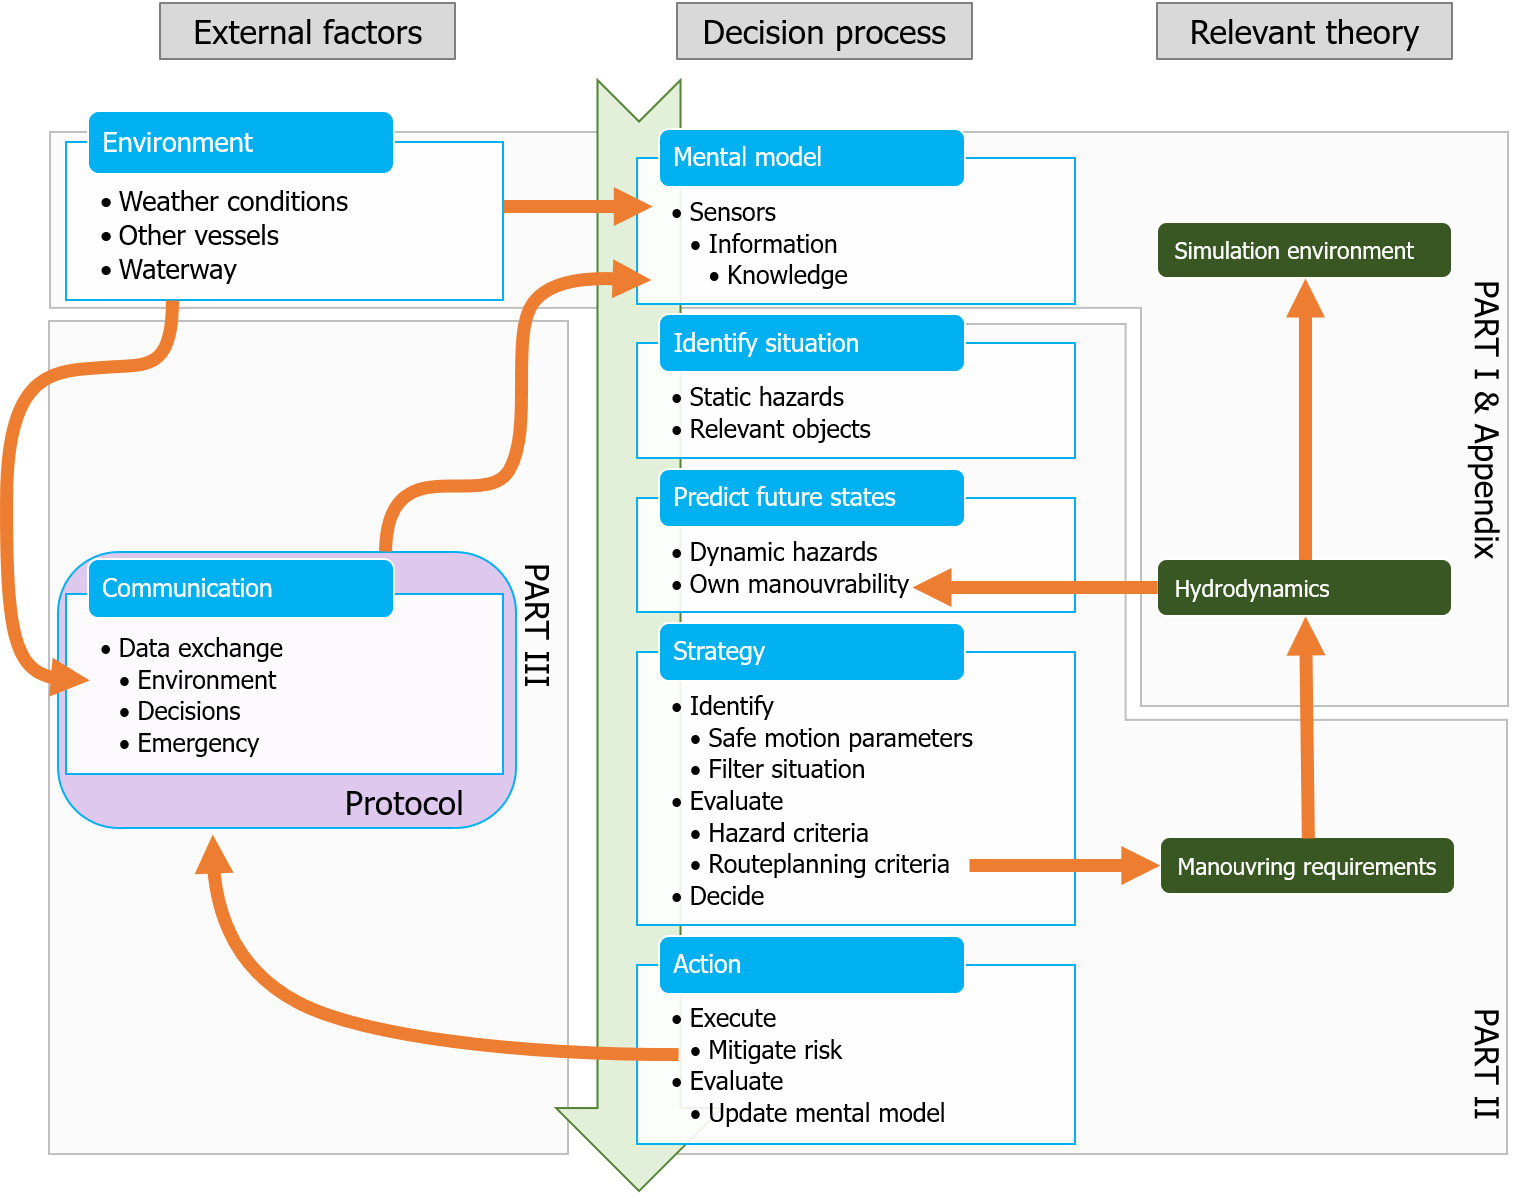 External factors
Decision process
Relevant theory
Environment
• Weather conditions
• Other vessels
• Waterway
Communication
• Data exchange
• Environment
• Decisions
• Emergency
Protocol
PART III
Mental model
• Sensors
• Information
• Knowledge
Identify situation
• Static hazards
• Relevant objects
Predict future states
• Dynamic hazards
• Own manouvrability
Strategy
• Identify
• Safe motion parameters
• Filter situation
• Evaluate
• Hazard criteria
• Routeplanning criteria
• Decide
Action
• Execute
• Mitigate risk
• Evaluate
• Update mental model
Simulation environment
Hydrodynamics
Manouvring requirements
PART I & Appendix
PART II